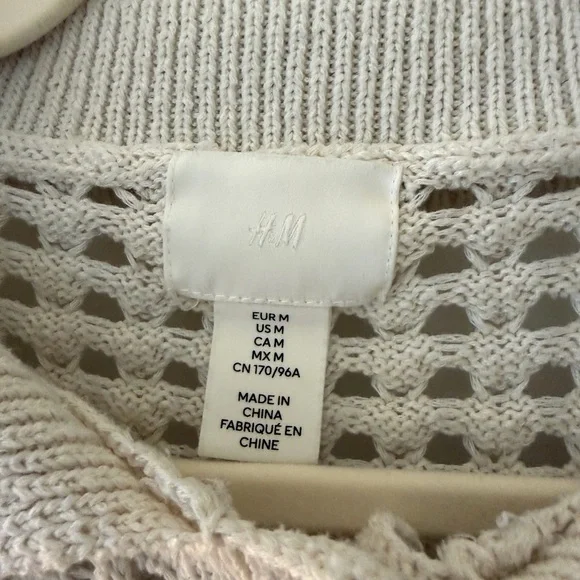 H&M
EUR M
US M
CA M
MX M
CN 170/96A
MADE IN
CHINA
FABRIQUÉ EN
CHINE